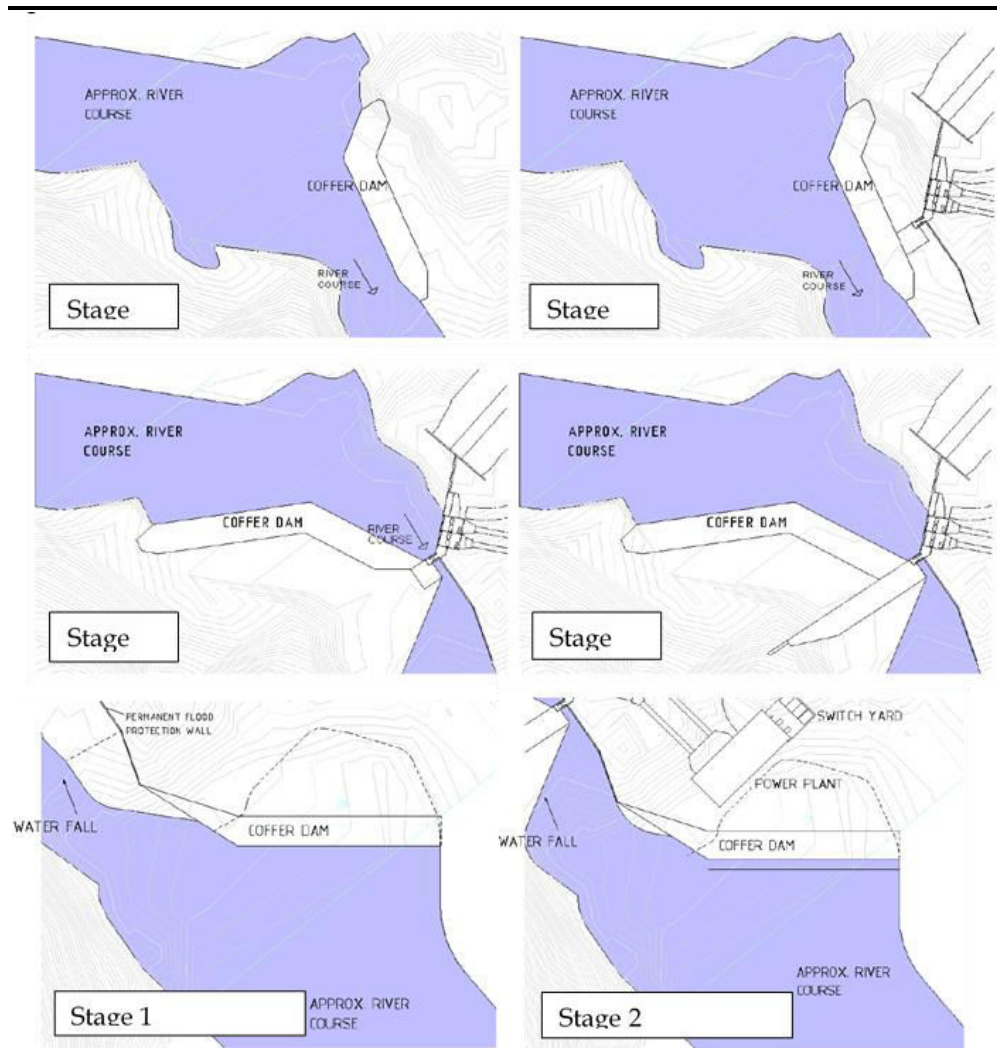 APPROX. RIVER
COURSE
COFFER DAM
RIVER
COURSE
Stage
APPROX. RIVER
COURSE
COFFER DAM
RIVER
COURSE
Stage
APPROX. RIVER
COURSE
COFFER DAM
RIVER
COURSE
Stage
APPROX. RIVER
COURSE
COFFER DAM
Stage
PERMANENT FLOOD
PROTECTION WALL
WATER FALL
COFFER DAM
APPROX. RIVER
COURSE
Stage 1
SWITCH YARD
POWER PLANT
WATER FALL
COFFER DAM
APPROX. RIVER
COURSE
Stage 2